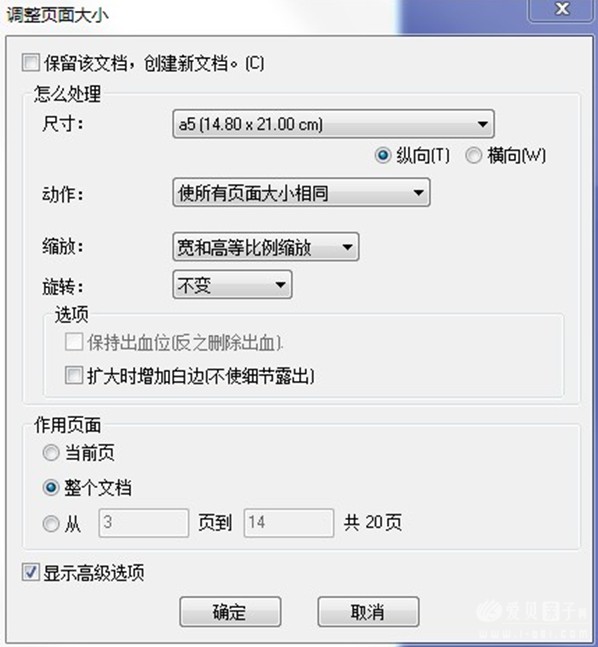 调整页面大小
保留该文档，创建新文档。(C)
怎么处理
尺寸：
a5 (14.80 x 21.00 cm)
纵向(T) 横向(W)
动作： 使所有页面大小相同
缩放： 宽和高等比例缩放
旋转： 不变
选项
保持出血位(反之删除出血).
扩大时增加白边(不使细节露出)
作用页面
当前页
整个文档
从 3 页到 14 共 20页
显示高级选项
确定 取消